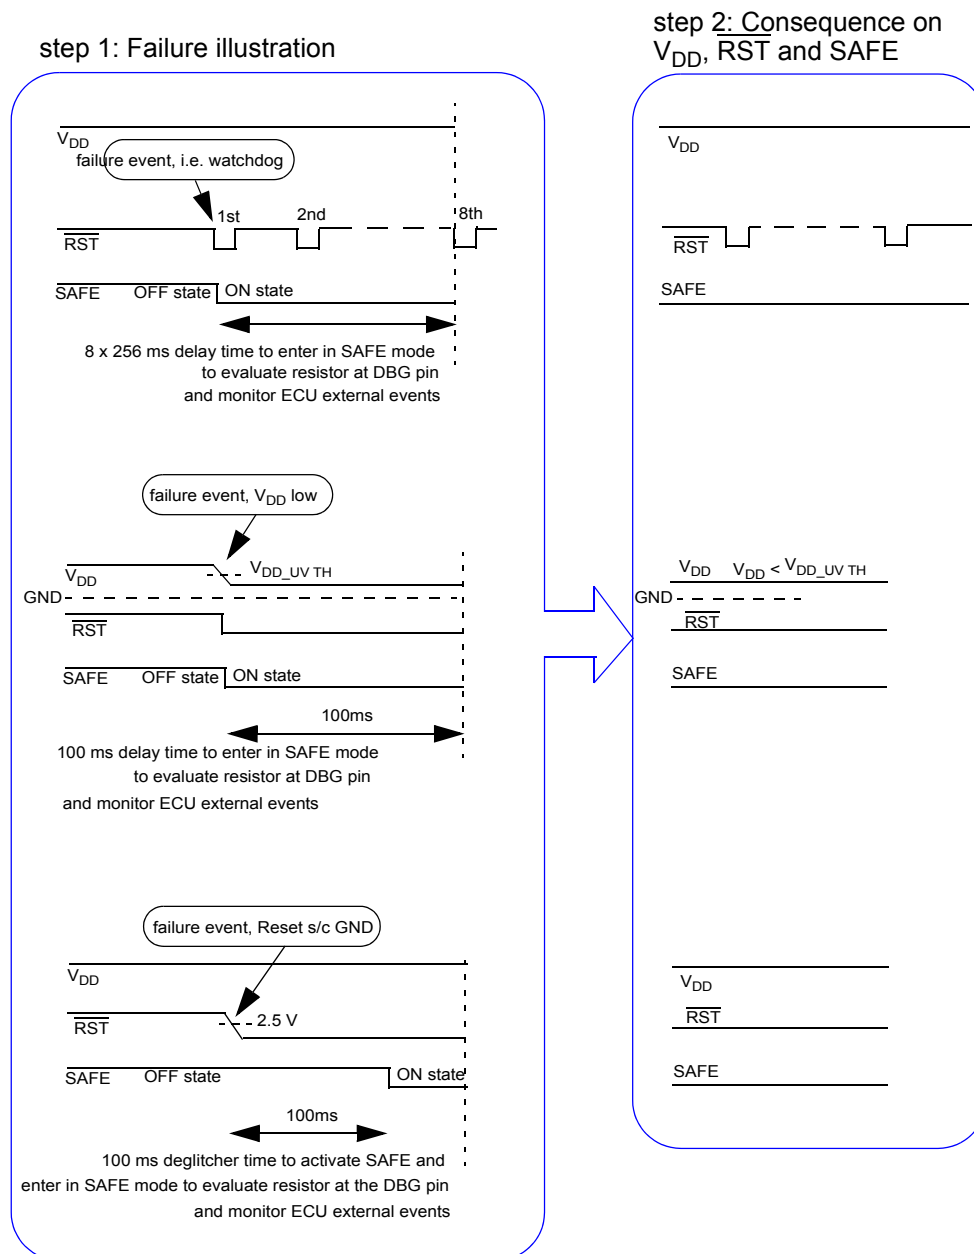 step 1: Failure illustration
step 2: Consequence on
VDD, RST and SAFE
VDD
failure event, i.e. watchdog
1st
2nd
8th
RST
SAFE
OFF state
ON state
8 x 256 ms delay time to enter in SAFE mode
to evaluate resistor at DBG pin
and monitor ECU external events
failure event, VDD low
VDD
VDD_UV TH
GND
RST
SAFE
OFF state
ON state
100ms
100 ms delay time to enter in SAFE mode
to evaluate resistor at DBG pin
and monitor ECU external events
failure event, Reset s/c GND
VDD
RST
2.5 V
SAFE
OFF state
ON state
100ms
100 ms deglitcher time to activate SAFE and
enter in SAFE mode to evaluate resistor at the DBG pin
and monitor ECU external events
VDD
RST
SAFE
VDD
VDD < VDD_UV TH
GND
RST
SAFE
VDD
RST
SAFE